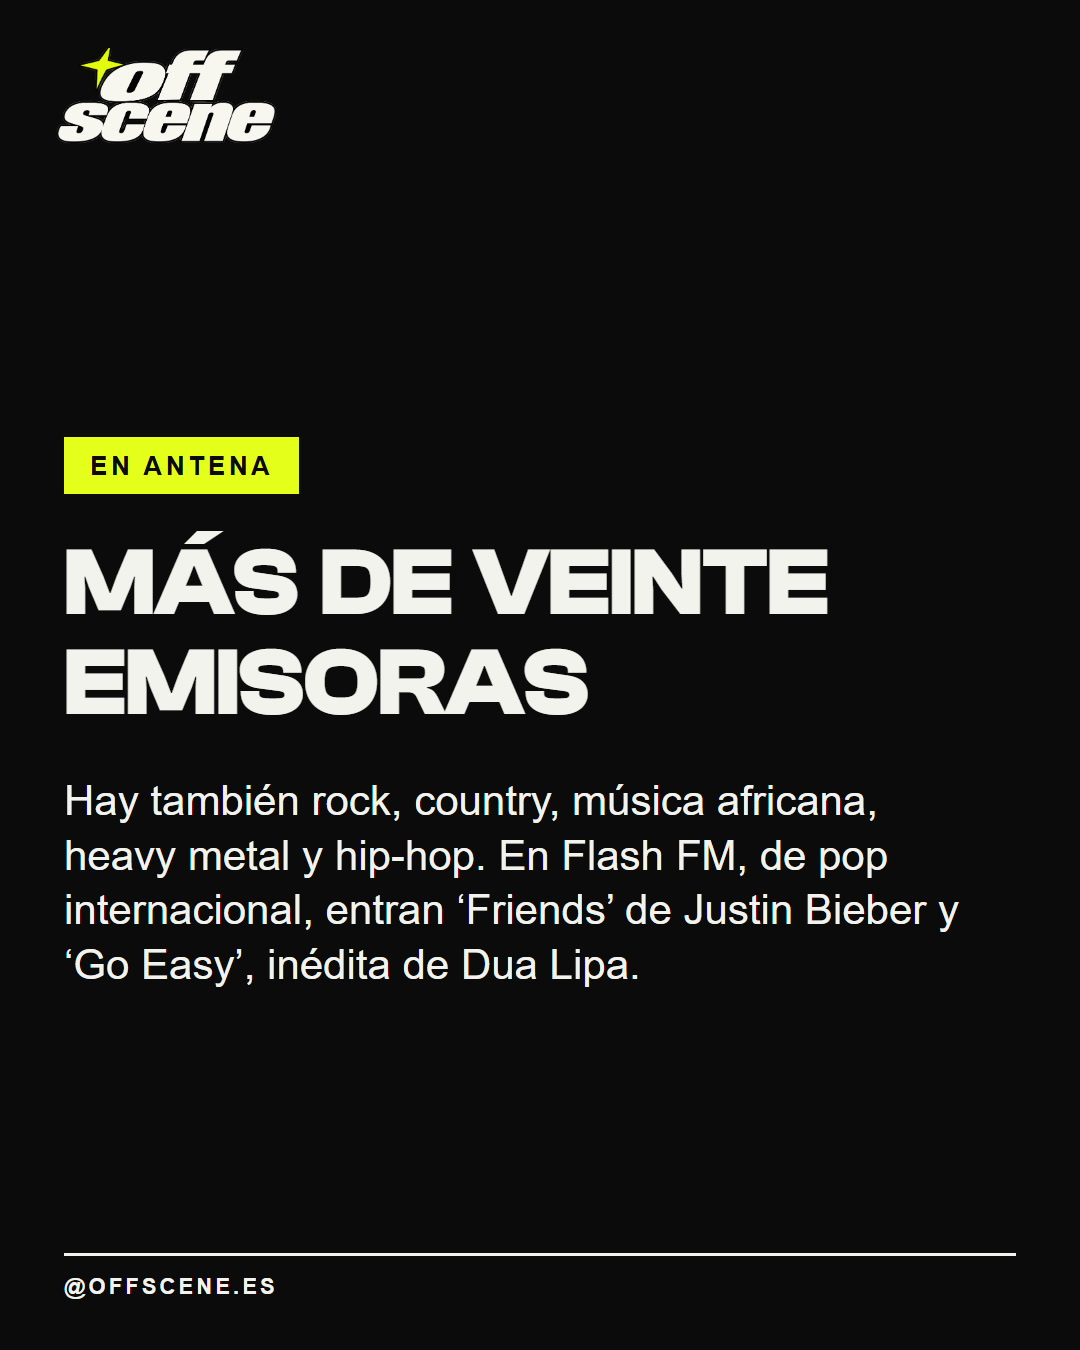 off
scene
EN ANTENA
MÁS DE VEINTE
EMISORAS
Hay también rock, country, música africana,
heavy metal y hip-hop. En Flash FM, de pop
internacional, entran ‘Friends’ de Justin Bieber y
‘Go Easy’, inédita de Dua Lipa.
@OFFSCENE.ES